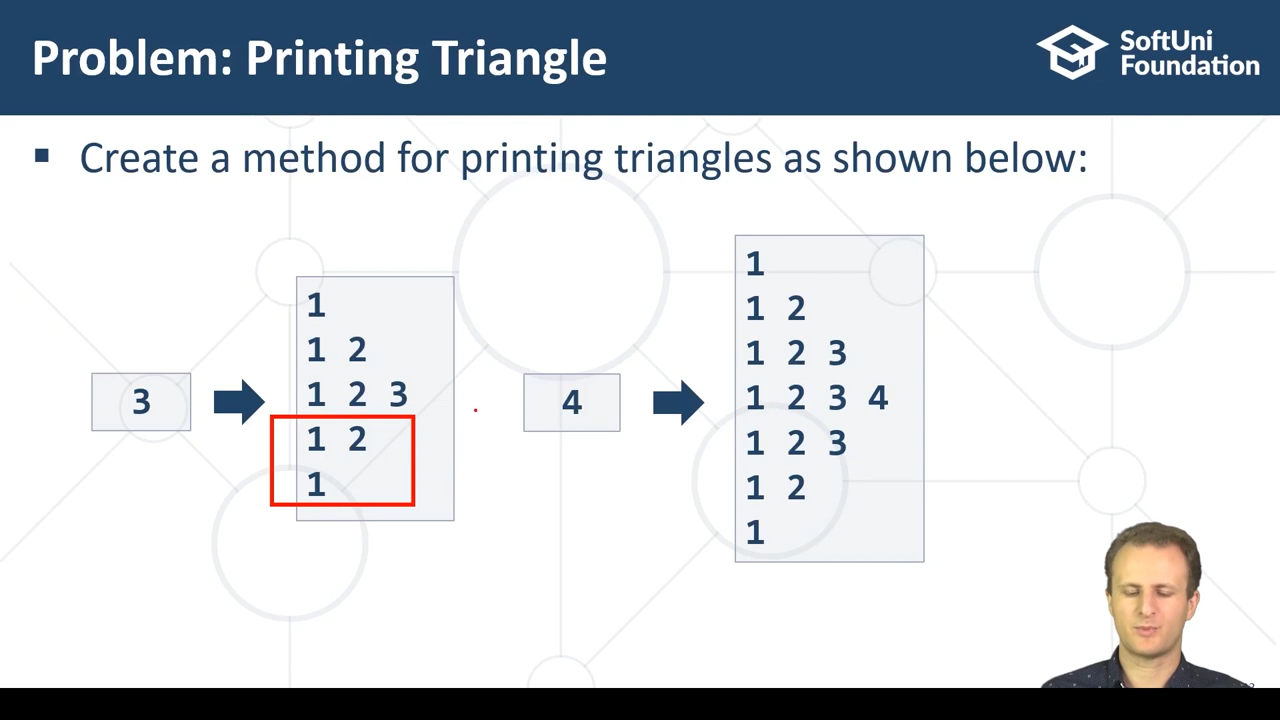 Problem: Printing Triangle
SoftUni
Foundation
▪ Create a method for printing triangles as shown below:
3
1
1 2
1 2 3
1 2
1
4
1
1 2
1 2 3
1 2 3 4
1 2 3
1 2
1